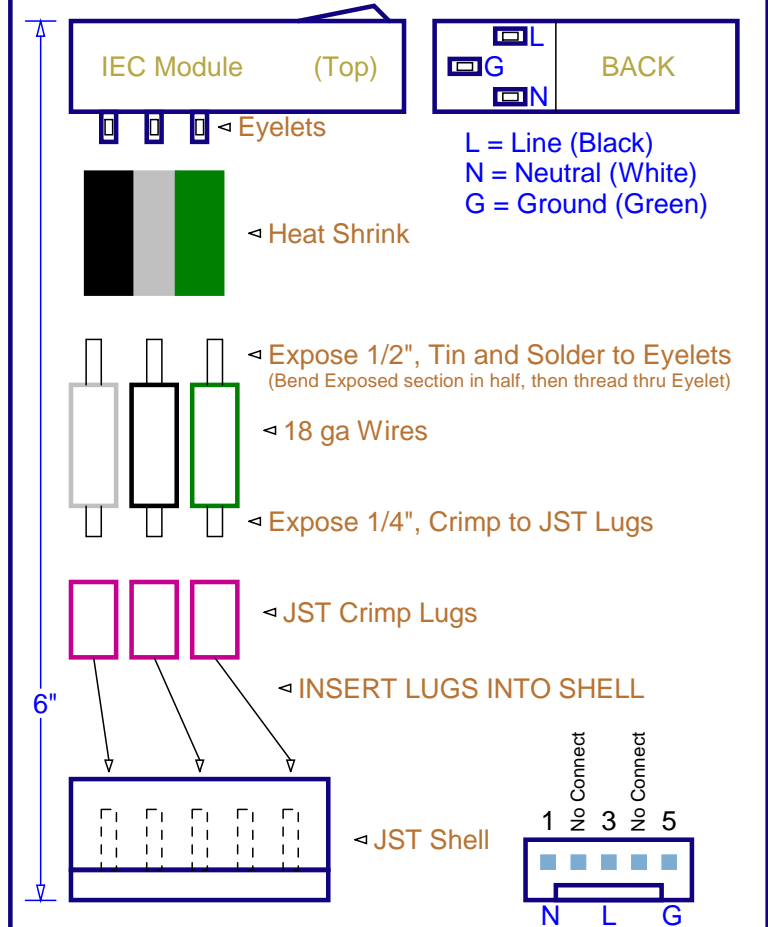 IEC Module (Top)
L
G
N
BACK
Eyelets
L = Line (Black)
N = Neutral (White)
G = Ground (Green)
Heat Shrink
Expose 1/2", Tin and Solder to Eyelets
(Bend Exposed section in half, then thread thru Eyelet)
18 ga Wires
Expose 1/4", Crimp to JST Lugs
JST Crimp Lugs
INSERT LUGS INTO SHELL
6"
JST Shell
No Connect
No Connect
1 3 5
N L G